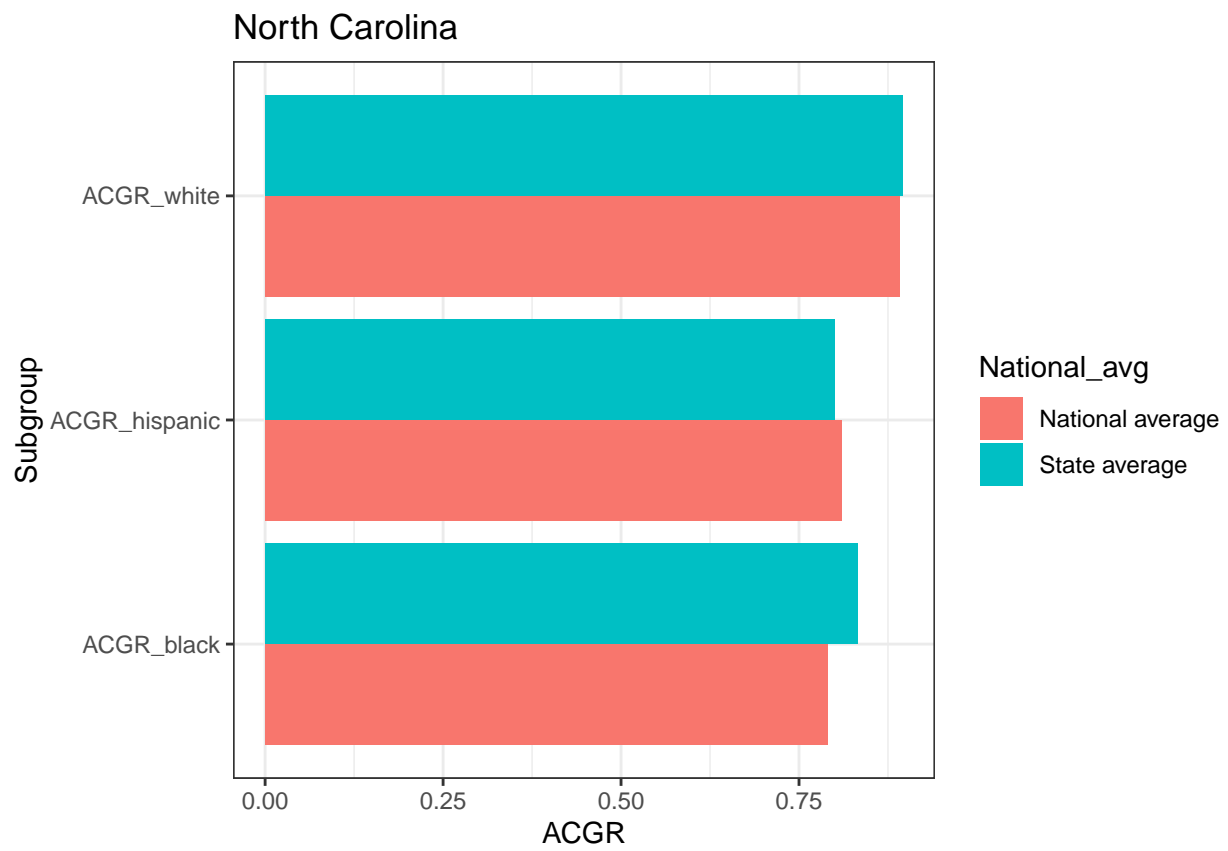 North Carolina
Subgroup
ACGR_white
ACGR_hispanic
ACGR_black
0.00 0.25 0.50 0.75
ACGR
National_avg
National average
State average